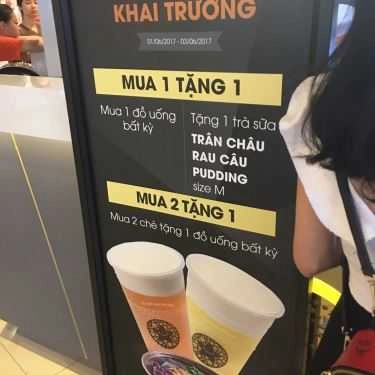 KHAI TRƯƠNG
01/06/2017 - 03/06/2017
MUA 1 TẶNG 1
Mua 1 đồ uống
bất kỳ
Tặng 1 trà sữa
TRÂN CHÂU
RAU CÂU
PUDDING
size M
MUA 2 TẶNG 1
Mua 2 chè tặng 1 đồ uống bất kỳ